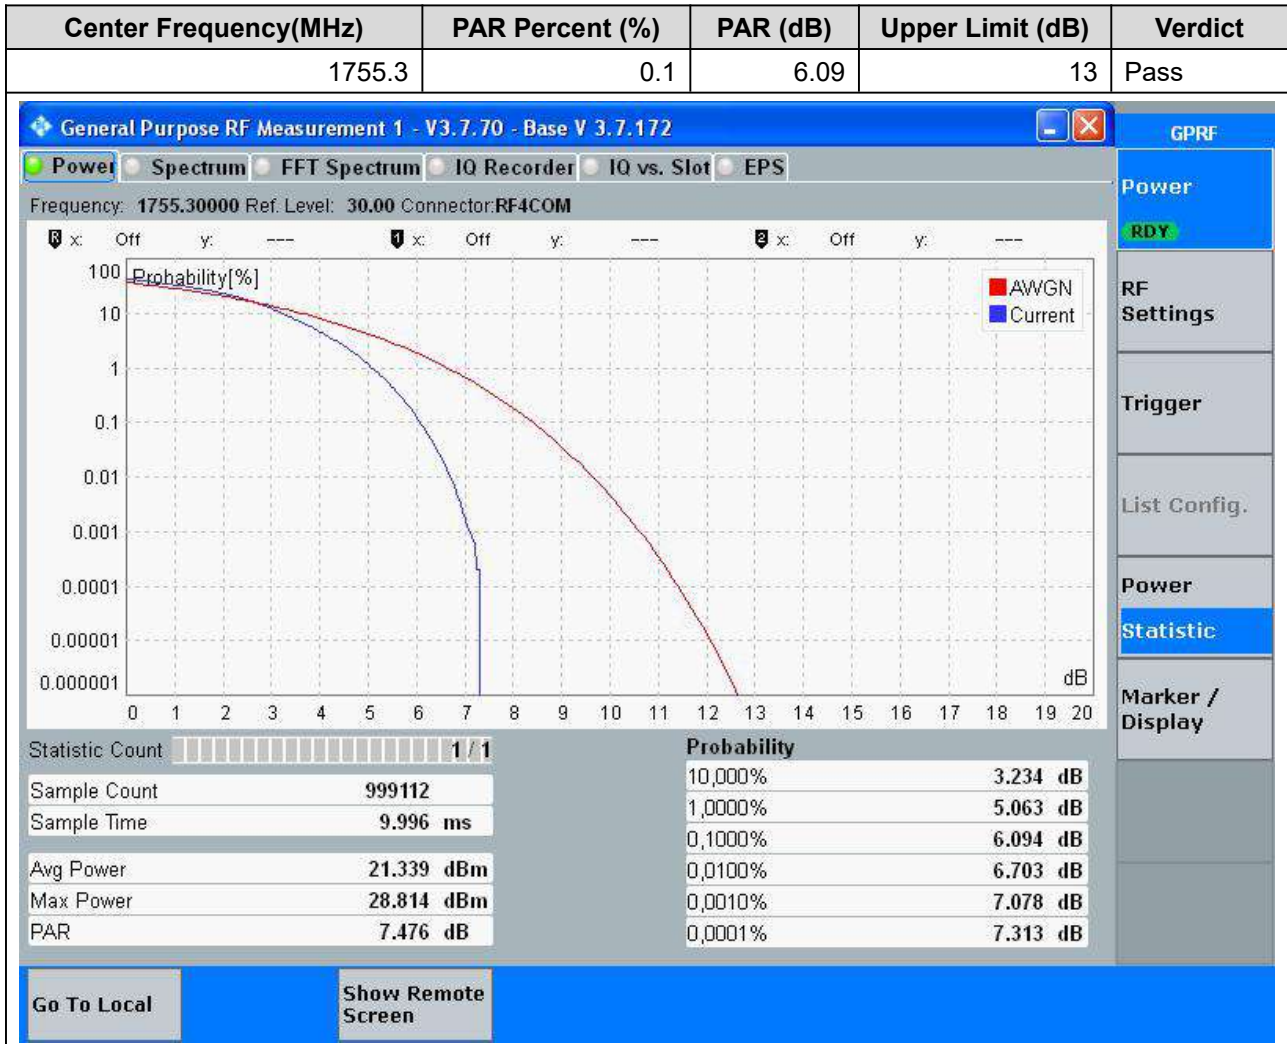 Center Frequency(MHz) PAR Percent (%) PAR (dB) Upper Limit (dB) Verdict
1755.3 0.1 6.09 13 Pass
General Purpose RF Measurement 1 - V3.7.70 - Base V 3.7.172
GPRF
Power Spectrum FFT Spectrum IQ Recorder IQ vs. Slot EPS
Frequency: 1755.30000 Ref. Level: 30.00 Connector:RF4COM
R x: Off y: --- 1 x: Off y: --- 2 x: Off y: ---
Probability[%]
AWGN
Current
100
10
1
0.1
0.01
0.001
0.0001
0.00001
0.000001
dB
0 1 2 3 4 5 6 7 8 9 10 11 12 13 14 15 16 17 18 19 20
Statistic Count 1 / 1
Sample Count 999112
Sample Time 9.996 ms
Avg Power 21.339 dBm
Max Power 28.814 dBm
PAR 7.476 dB
Probability
10,000% 3.234 dB
1,0000% 5.063 dB
0,1000% 6.094 dB
0,0100% 6.703 dB
0,0010% 7.078 dB
0,0001% 7.313 dB
Power
RDY
RF
Settings
Trigger
List Config.
Power
Statistic
Marker /
Display
Go To Local
Show Remote
Screen